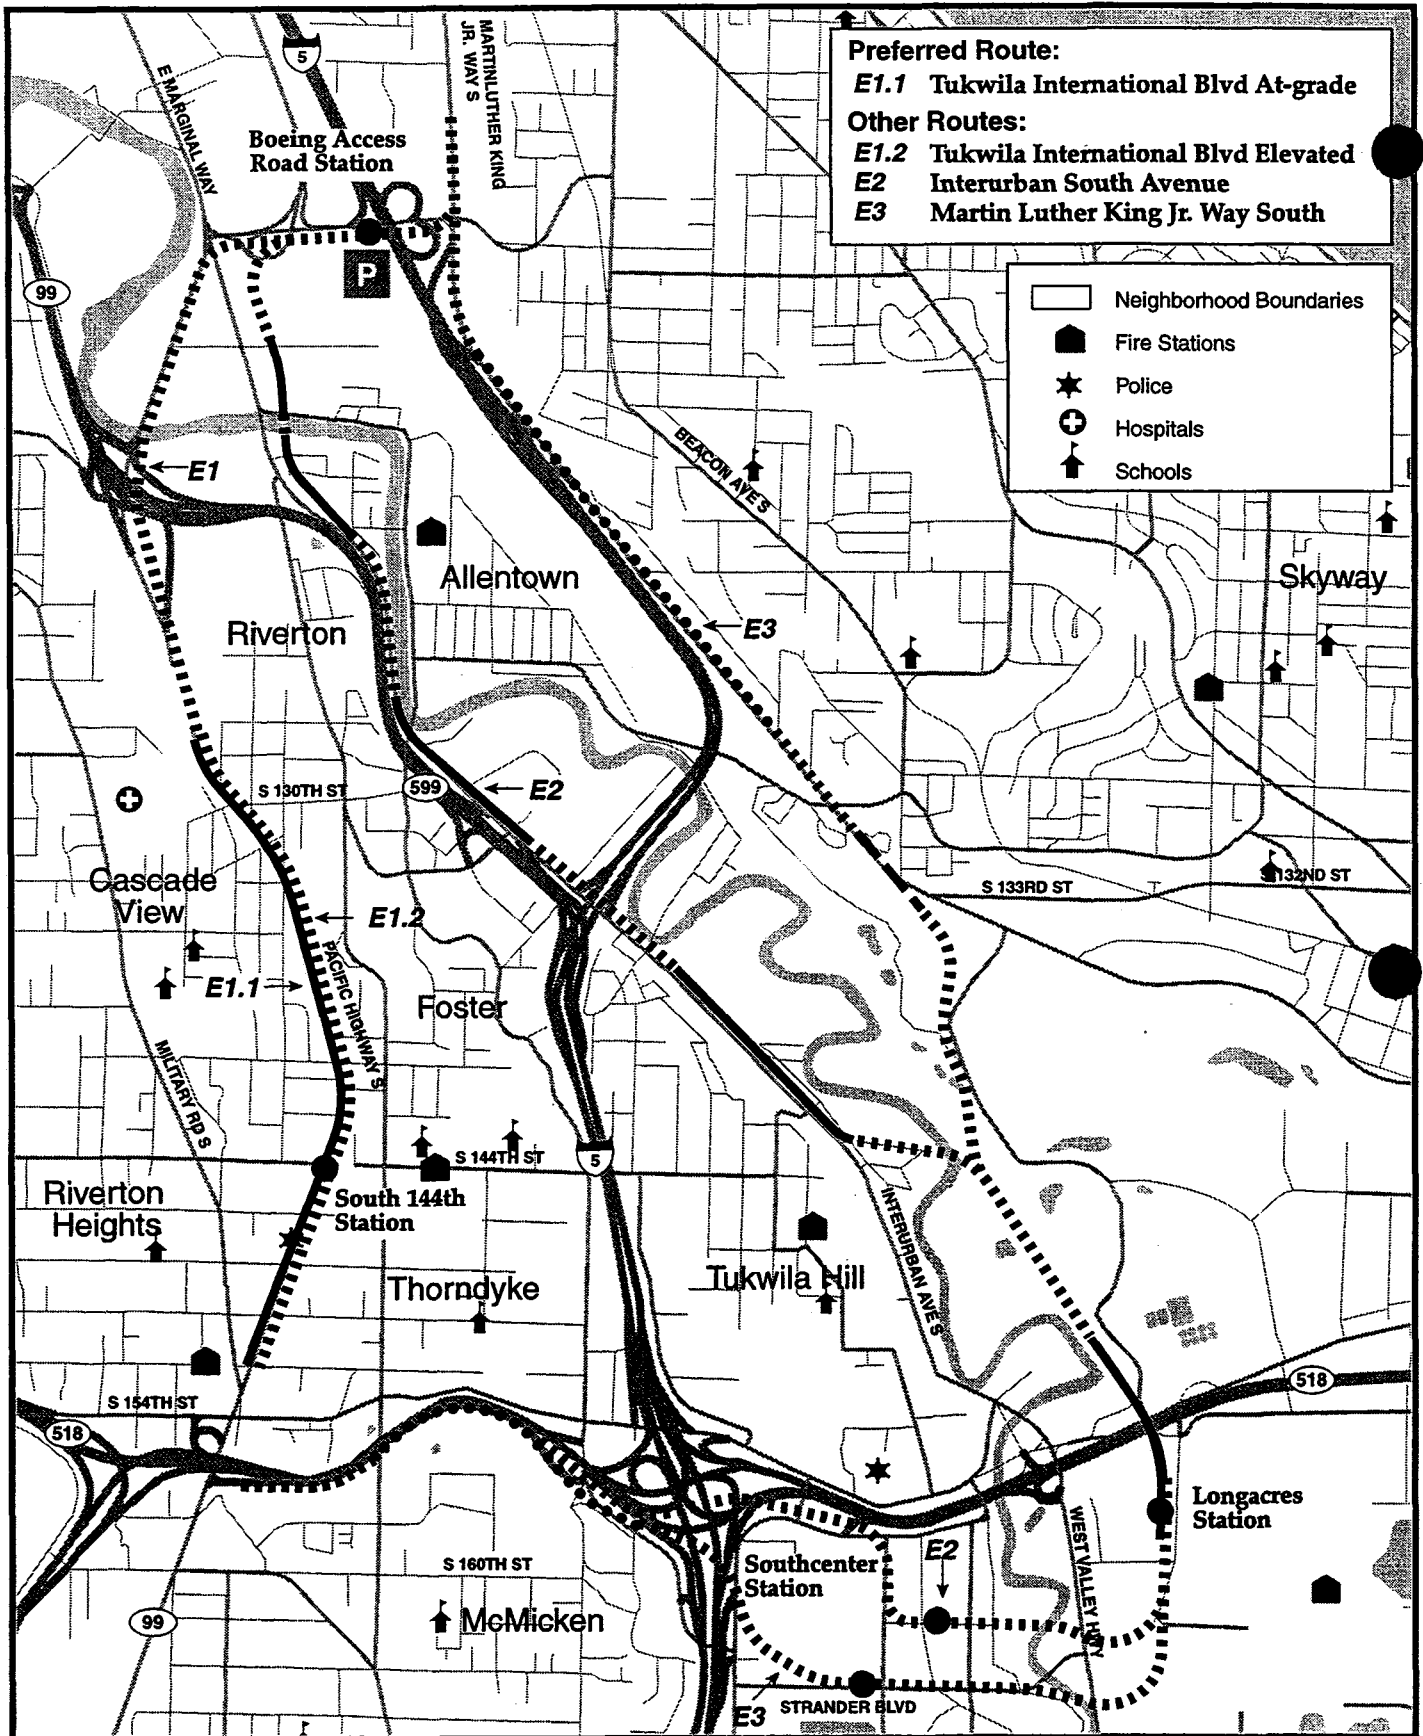 Preferred Route:
E1.1 Tukwila International Blvd At-grade
Other Routes:
E1.2 Tukwila International Blvd Elevated
E2 Interurban South Avenue
E3 Martin Luther King Jr. Way South
Neighborhood Boundaries
Fire Stations
Police
Hospitals
Schools
5
E MARGINAL WAY
MARTIN LUTHER KING
JR. WAY S
Boeing Access
Road Station
P
99
E1
BEACON AVE S
Allentown
Skyway
Riverton
E3
S 130TH ST
599
E2
Cascade
View
S 133RD ST
S 132ND ST
E1.2
E1.1
PACIFIC HIGHWAY S
Foster
MILITARY RD S
S 144TH ST
5
Riverton
Heights
South 144th
Station
INTERURBAN AVE S
Thorndyke
Tukwila Hill
518
S 154TH ST
518
Longacres
Station
WEST VALLEY HWY
S 160TH ST
Southcenter
Station
E2
99
McMicken
STRANDER BLVD
E3